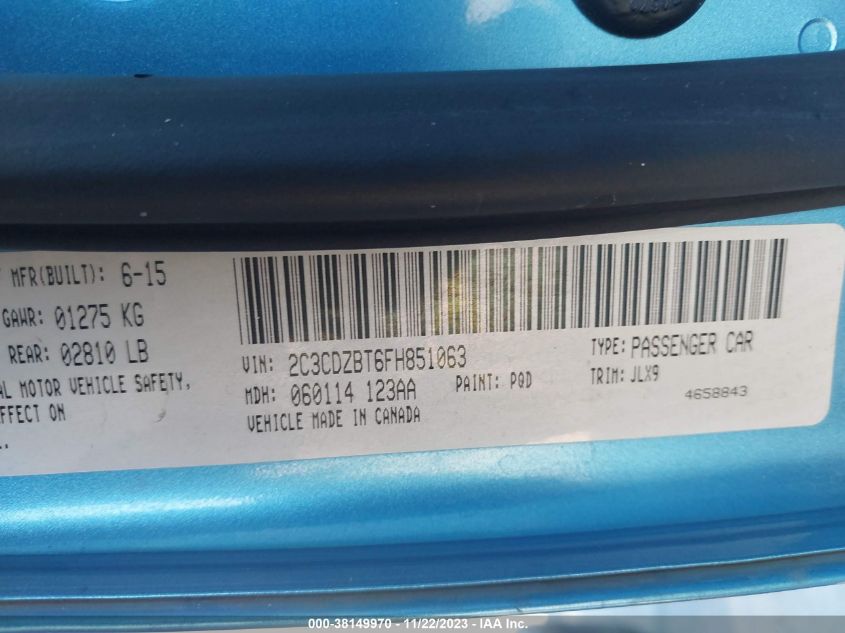 MFR(BUILT): 6-15
GAWR: 01275 KG
REAR: 02810 LB
MOTOR VEHICLE SAFETY,
EFFECT ON
VIN: 2C3CDZBT6FH851063
TYPE: PASSENGER CAR
MDH: 060114 123AA
PAINT: PQD
TRIM: JLX9
VEHICLE MADE IN CANADA
4658843
000-38149970 - 11/22/2023 - IAA Inc.